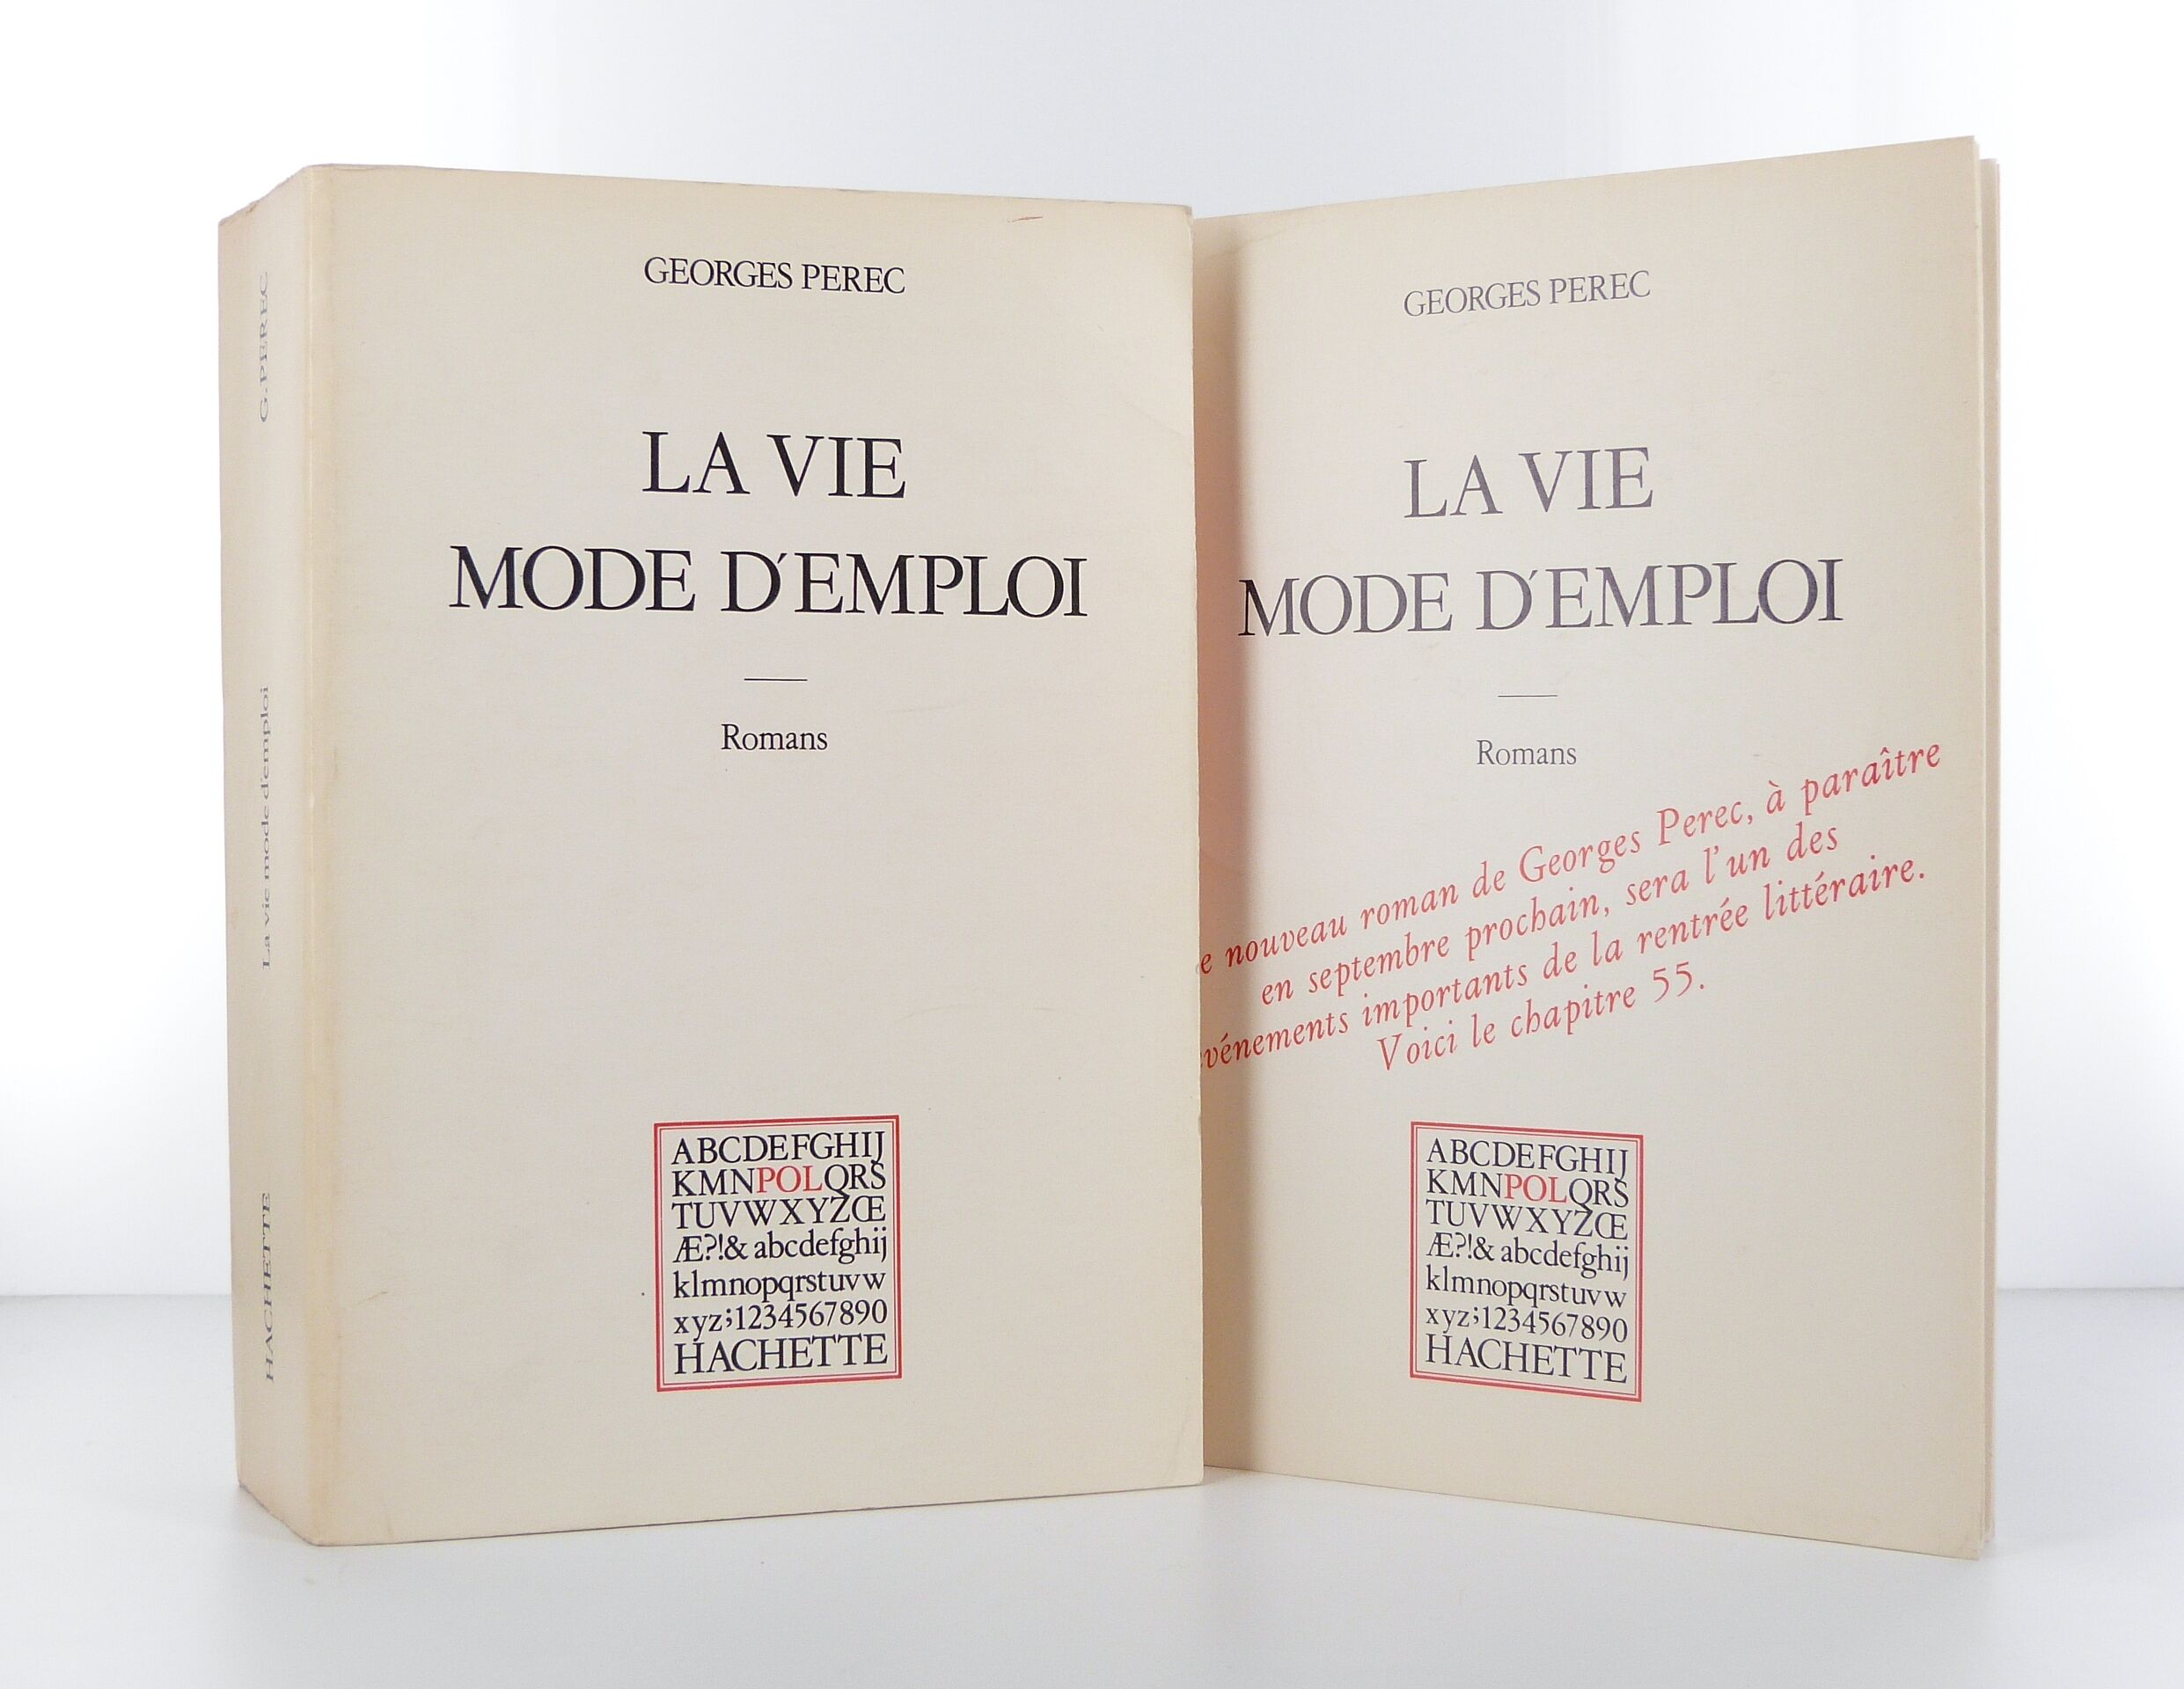 G. PEREC
La vie mode d'emploi
HACHETTE
GEORGES PEREC
LA VIE
MODE D'EMPLOI
Romans
ABCDEFGHIJ
KMNPOLQRS
TUVWXYZŒ
Æ?!& abcdefghij
klmnopqrstuvw
xyz;1234567890
HACHETTE
GEORGES PEREC
LA VIE
MODE D'EMPLOI
Romans
nouveau roman de Georges Perec, à paraître
en septembre prochain, sera l'un des
événements importants de la rentrée littéraire.
Voici le chapitre 55.
ABCDEFGHIJ
KMNPOLQRS
TUVWXYZŒ
Æ?!& abcdefghij
klmnopqrstuvw
xyz;1234567890
HACHETTE